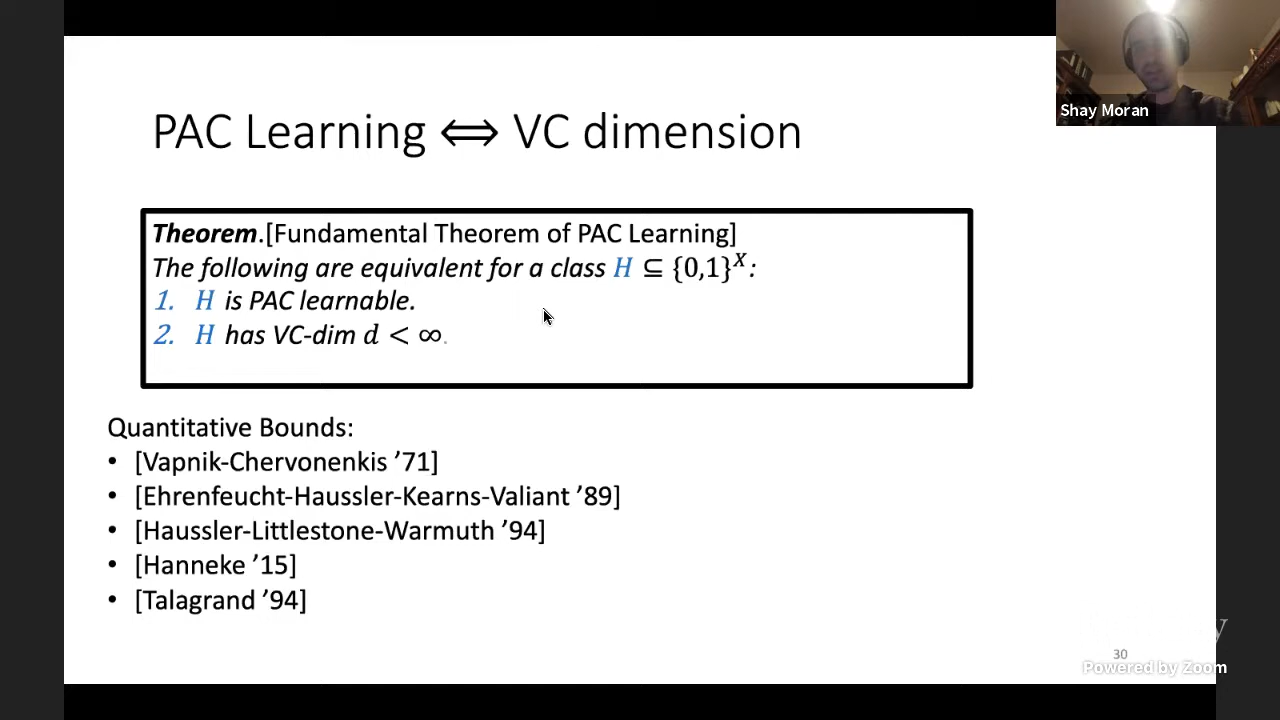 Shay Moran
PAC Learning ⟺ VC dimension
Theorem.[Fundamental Theorem of PAC Learning]
The following are equivalent for a class H ⊆ {0,1}^X:
1. H is PAC learnable.
2. H has VC-dim d < ∞.
Quantitative Bounds:
• [Vapnik-Chervonenkis ’71]
• [Ehrenfeucht-Haussler-Kearns-Valiant ’89]
• [Haussler-Littlestone-Warmuth ’94]
• [Hanneke ’15]
• [Talagrand ’94]
30
Powered by Zoom